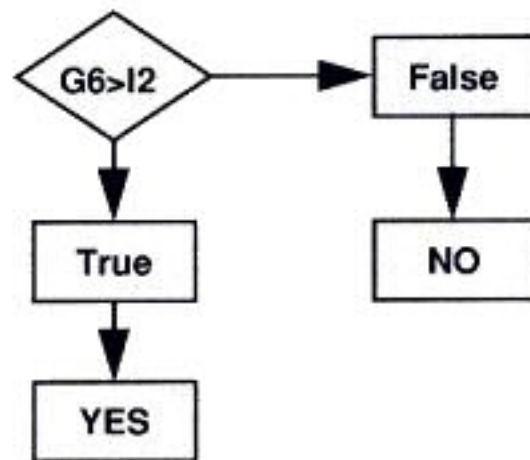 G6>I2
False
True
NO
YES